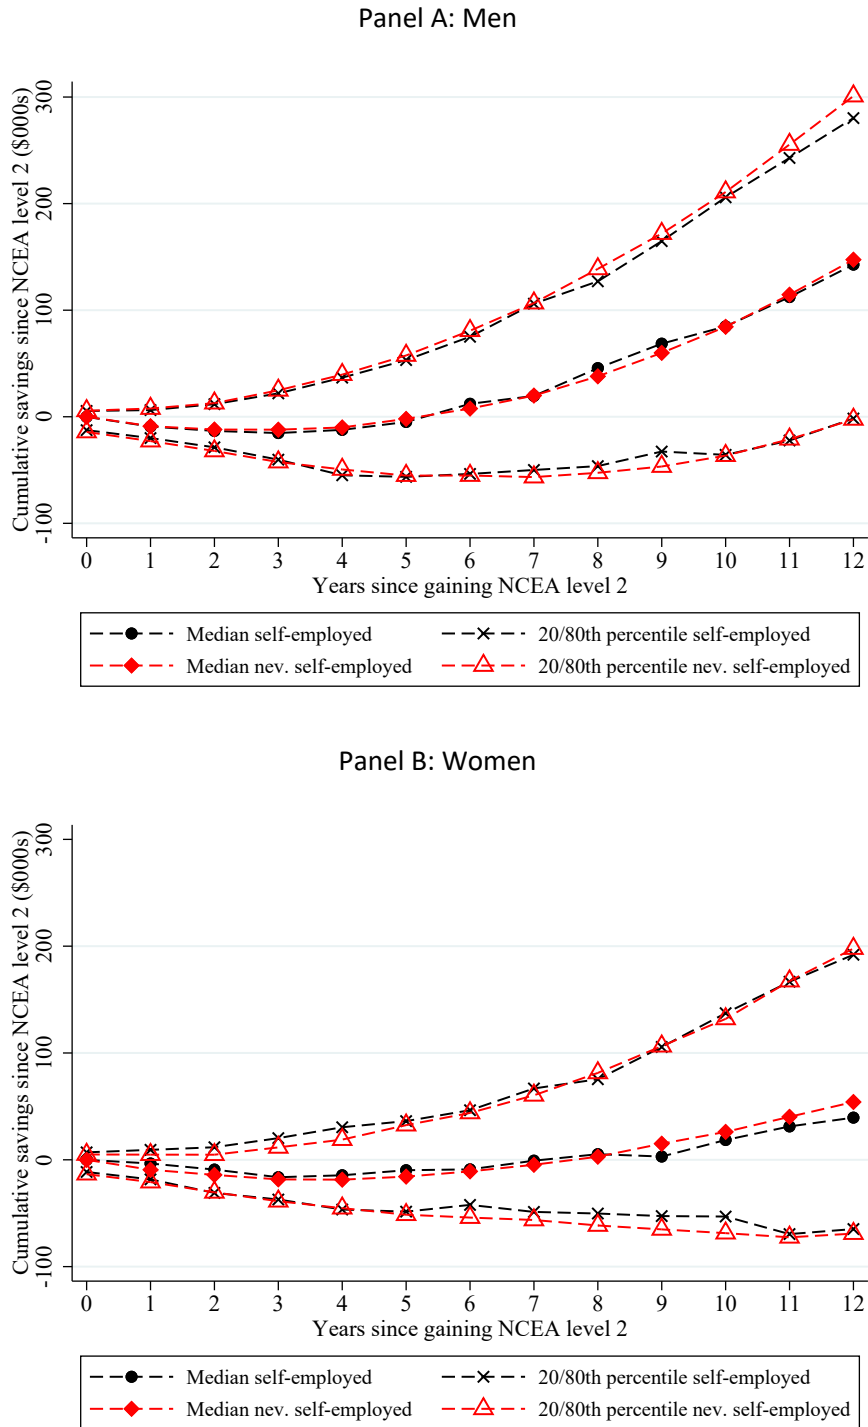 Panel A: Men
Cumulative savings since NCEA level 2 ($000s)
300
200
100
0
-100
0 1 2 3 4 5 6 7 8 9 10 11 12
Years since gaining NCEA level 2
Median self-employed 20/80th percentile self-employed
Median nev. self-employed 20/80th percentile nev. self-employed
Panel B: Women
Cumulative savings since NCEA level 2 ($000s)
300
200
100
0
-100
0 1 2 3 4 5 6 7 8 9 10 11 12
Years since gaining NCEA level 2
Median self-employed 20/80th percentile self-employed
Median nev. self-employed 20/80th percentile nev. self-employed